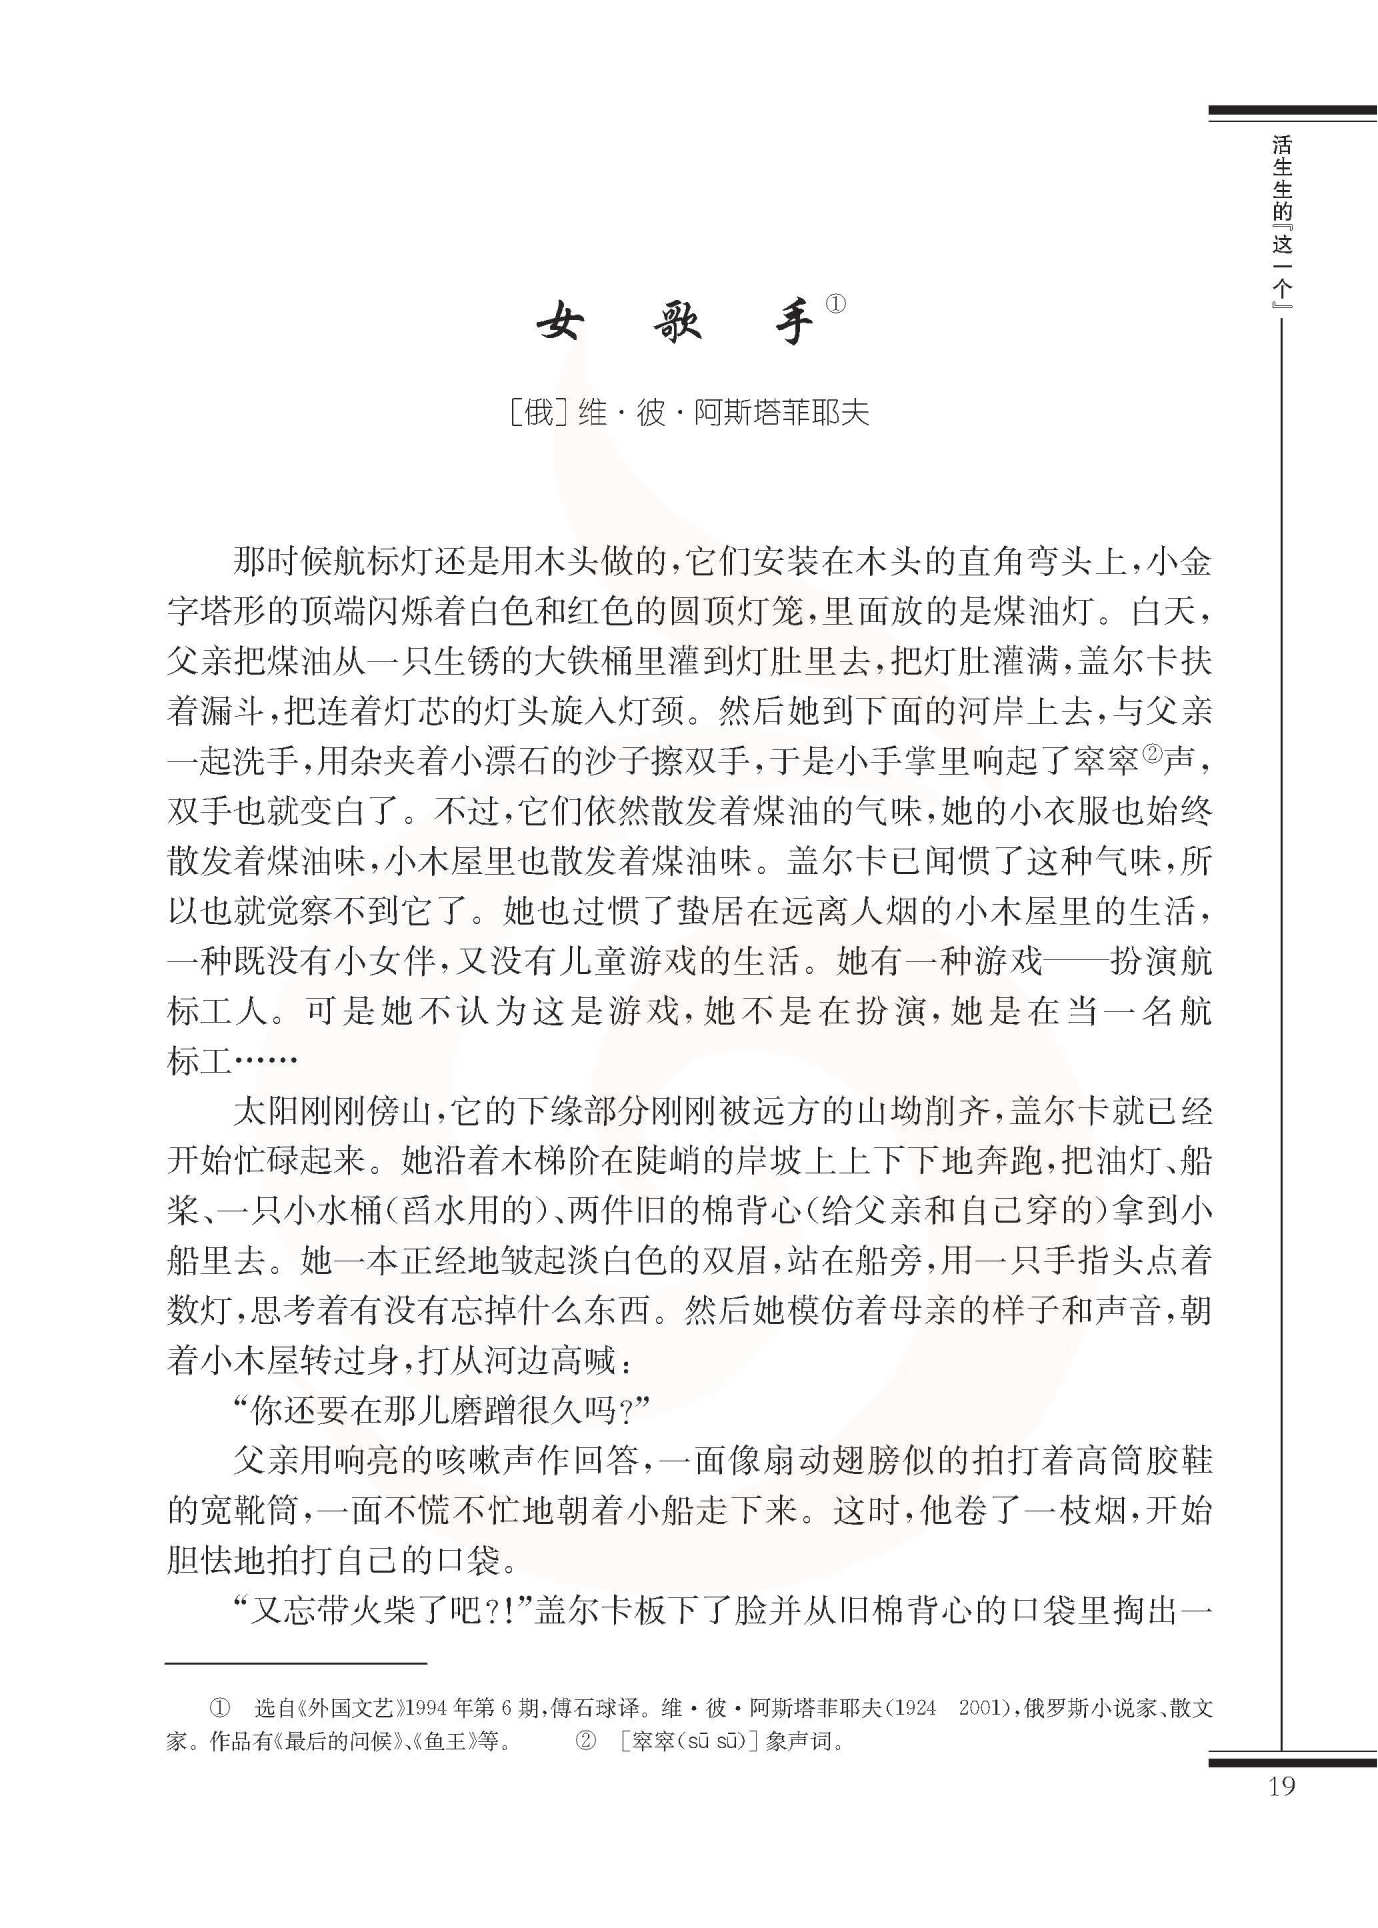 活生生的『这一个』
女 歌 手①
[俄]维·彼·阿斯塔菲耶夫
那时候航标灯还是用木头做的,它们安装在木头的直角弯头上,小金
字塔形的顶端闪烁着白色和红色的圆顶灯笼,里面放的是煤油灯。白天,
父亲把煤油从一只生锈的大铁桶里灌到灯肚里去,把灯肚灌满,盖尔卡扶
着漏斗,把连着灯芯的灯头旋入灯颈。然后她到下面的河岸上去,与父亲
一起洗手,用杂夹着小漂石的沙子擦双手,于是小手掌里响起了窣窣②声,
双手也就变白了。不过,它们依然散发着煤油的气味,她的小衣服也始终
散发着煤油味,小木屋里也散发着煤油味。盖尔卡已闻惯了这种气味,所
以也就觉察不到它了。她也过惯了蛰居在远离人烟的小木屋里的生活,
一种既没有小女伴,又没有儿童游戏的生活。她有一种游戏——扮演航
标工人。可是她不认为这是游戏,她不是在扮演,她是在当一名航
标工……
太阳刚刚傍山,它的下缘部分刚刚被远方的山坳削齐,盖尔卡就已经
开始忙碌起来。她沿着木梯阶在陡峭的岸坡上上下下地奔跑,把油灯、船
桨、一只小水桶(舀水用的)、两件旧的棉背心(给父亲和自己穿的)拿到小
船里去。她一本正经地皱起淡白色的双眉,站在船旁,用一只手指头点着
数灯,思考着有没有忘掉什么东西。然后她模仿着母亲的样子和声音,朝
着小木屋转过身,打从河边高喊:
“你还要在那儿磨蹭很久吗?”
父亲用响亮的咳嗽声作回答,一面像扇动翅膀似的拍打着高筒胶鞋
的宽靴筒,一面不慌不忙地朝着小船走下来。这时,他卷了一枝烟,开始
胆怯地拍打自己的口袋。
“又忘带火柴了吧?!”盖尔卡板下了脸并从旧棉背心的口袋里掏出一
① 选自《外国文艺》1994年第6期,傅石球译。维·彼·阿斯塔菲耶夫(1924 2001),俄罗斯小说家、散文
家。作品有《最后的问候》、《鱼王》等。 ② [窣窣(sū sū)]象声词。
19